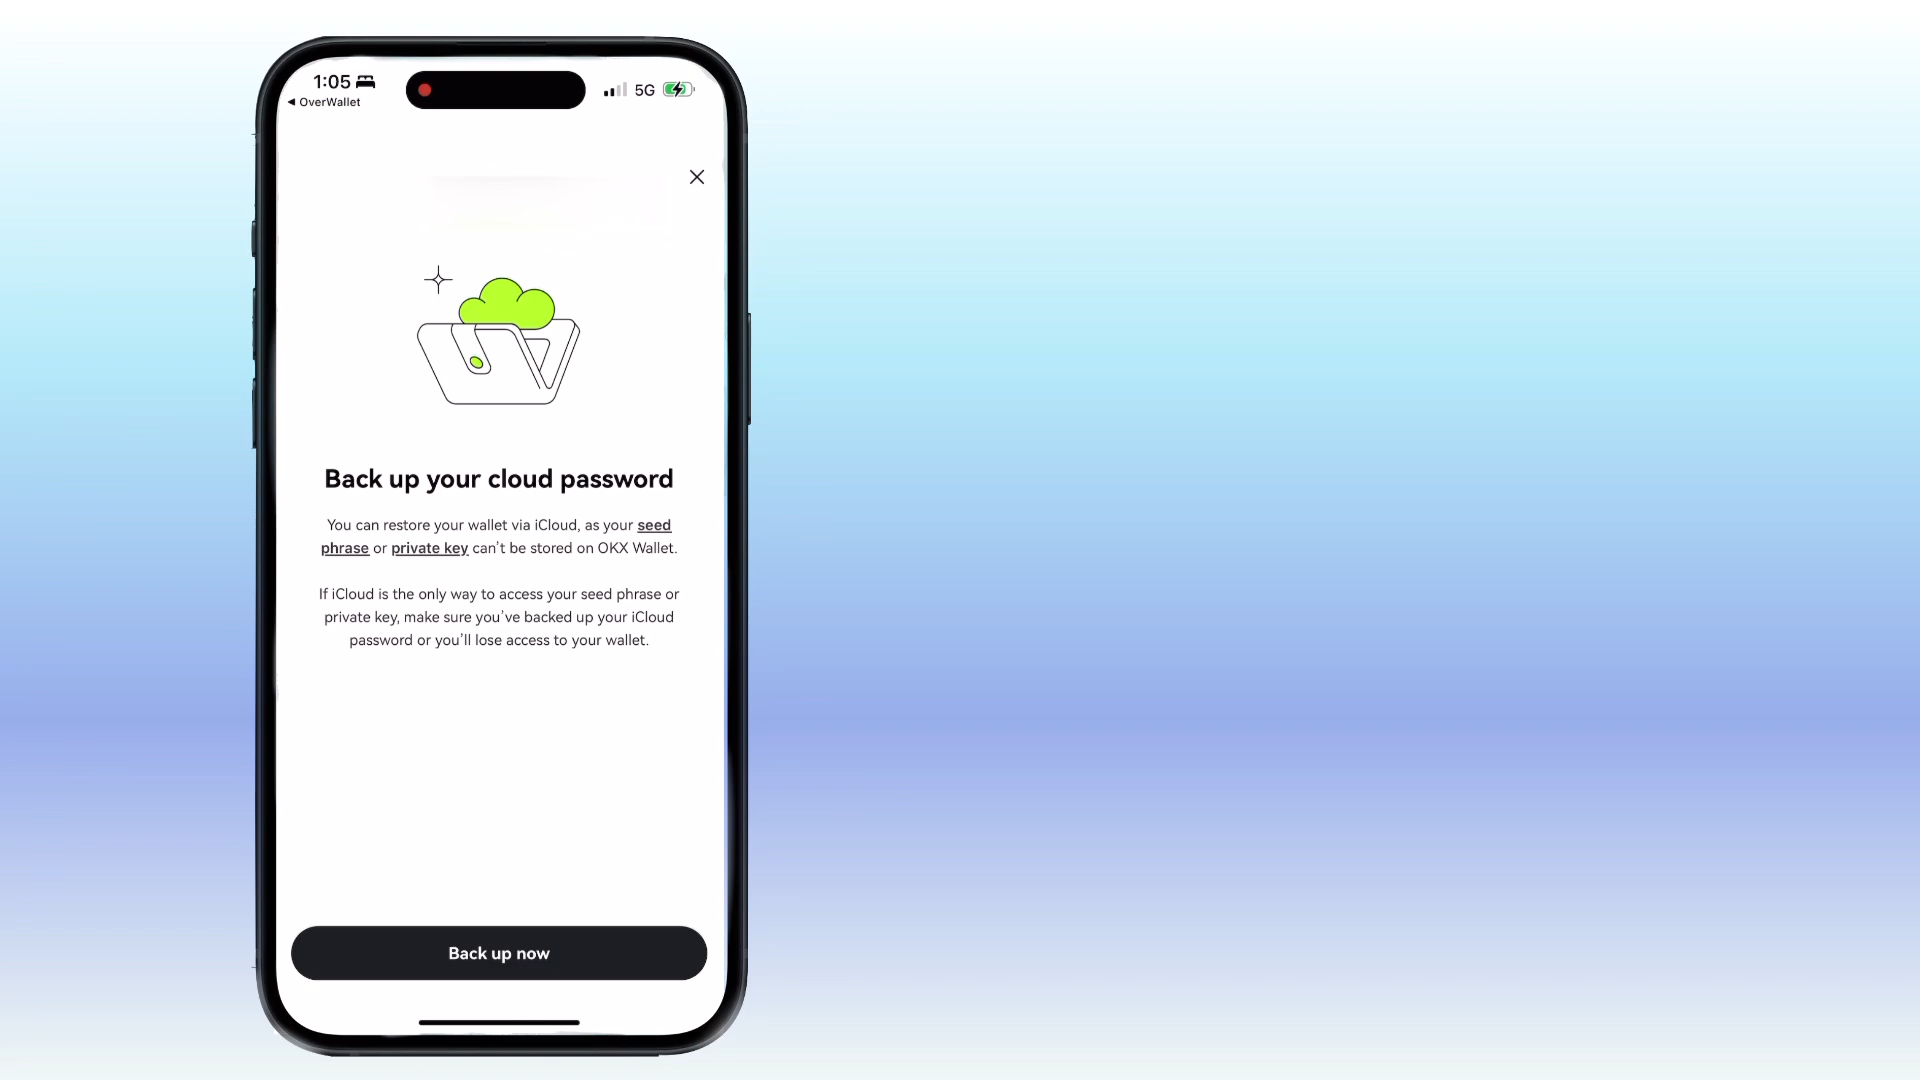 1:05
5G
◀ OverWallet
Back up your cloud password
You can restore your wallet via iCloud, as your seed
phrase or private key can't be stored on OKX Wallet.
If iCloud is the only way to access your seed phrase or
private key, make sure you've backed up your iCloud
password or you'll lose access to your wallet.
Back up now